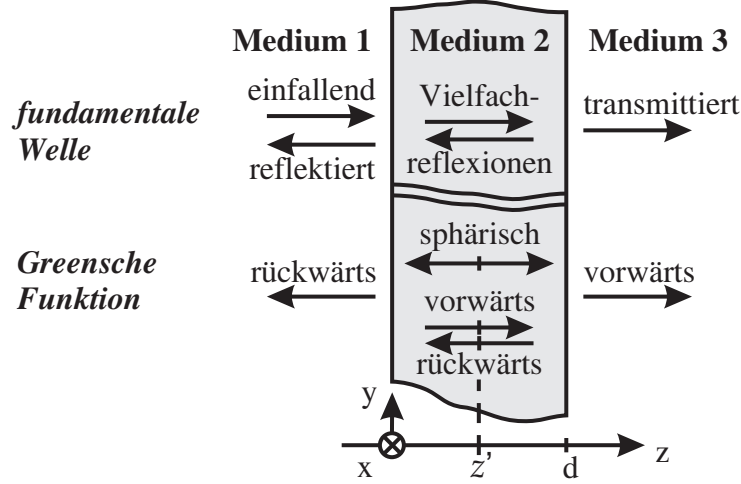 Medium 1 Medium 2 Medium 3
fundamentale
Welle
einfallend
reflektiert
Vielfach-
reflexionen
transmittiert
Greensche
Funktion
rückwärts
sphärisch
vorwärts
rückwärts
vorwärts
y
x z' d z